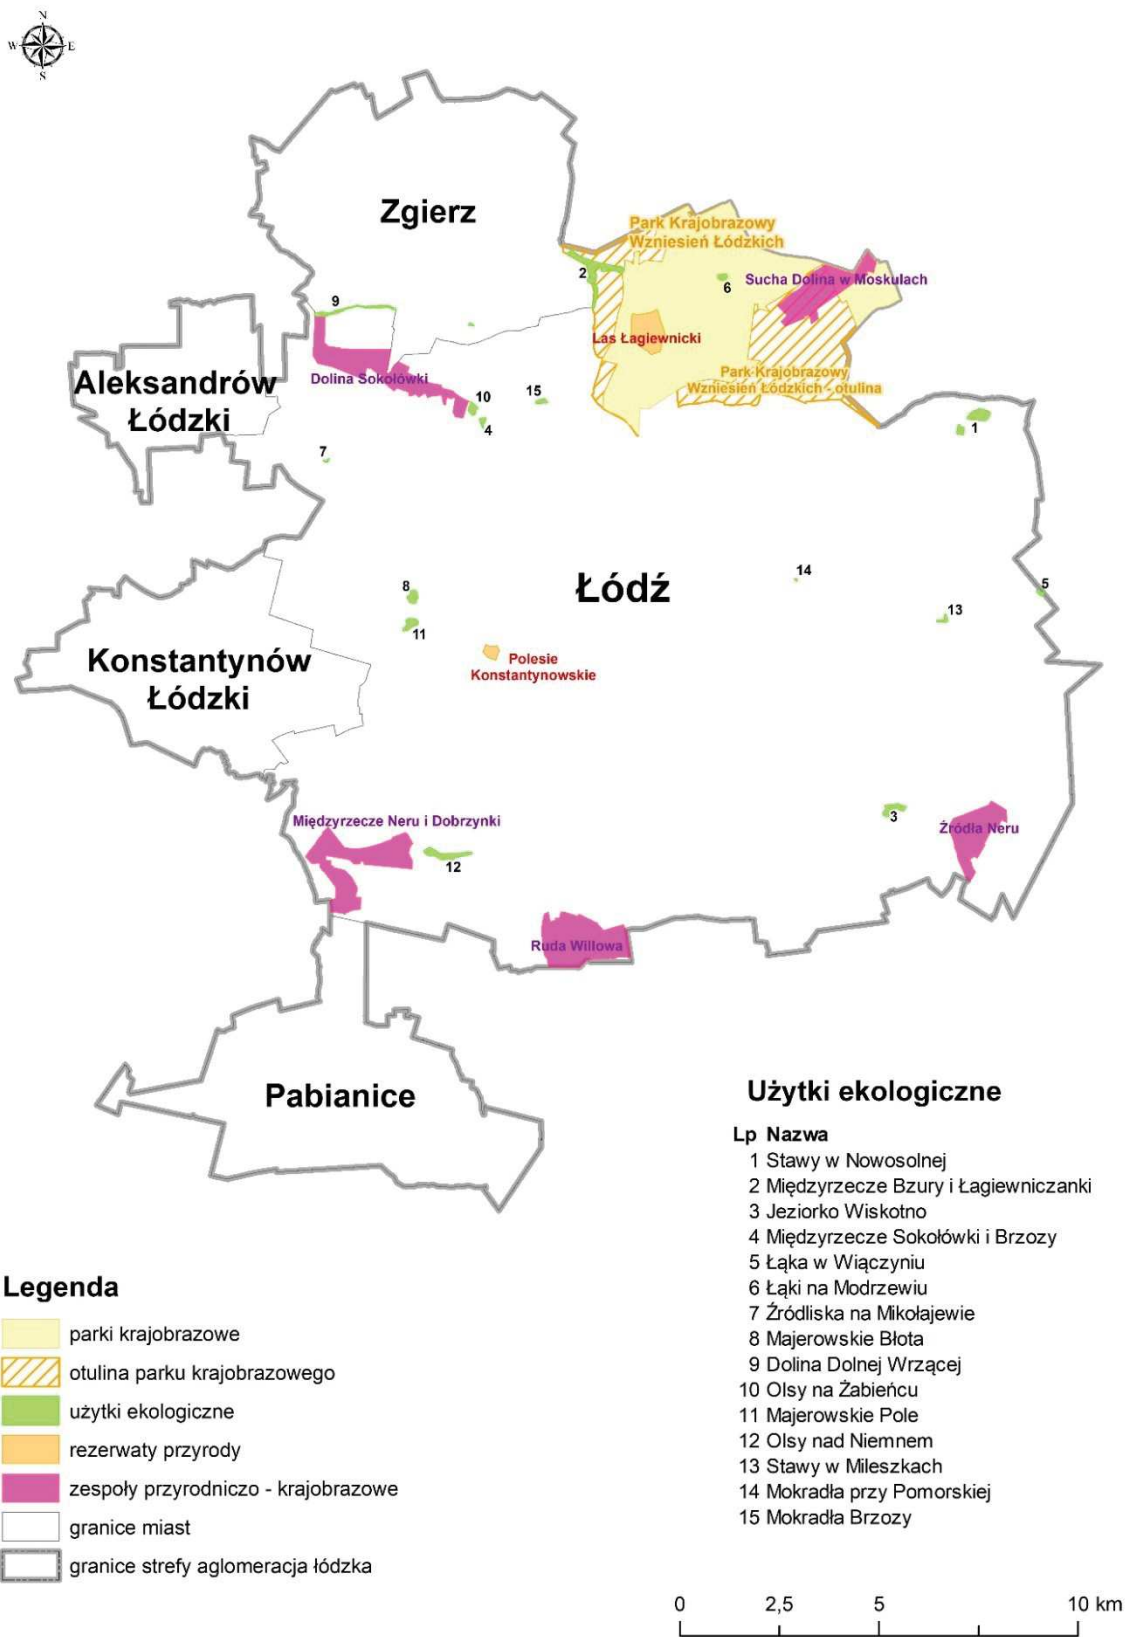 N
W E
S
Zgierz
Park Krajobrazowy
Wzniesień Łódzkich
2
6
Sucha Dolina w Moskulach
9
Las Łagiewnicki
Aleksandrów
Łódzki
Dolina Sokołówki
Park Krajobrazowy
Wzniesień Łódzkich - otulina
10
15
4
1
7
14
8
Łódź
5
13
11
Konstantynów
Łódzki
Polesie
Konstantynowskie
Międzyrzecze Neru i Dobrzynki
3
Źródla Neru
12
Ruda Willowa
Pabianice
Użytki ekologiczne
Lp Nazwa
1 Stawy w Nowosolnej
2 Międzyrzecze Bzury i Łagiewniczanki
3 Jeziorko Wiskotno
4 Międzyrzecze Sokołówki i Brzozy
5 Łąka w Wiączyniu
6 Łąki na Modrzewiu
7 Źródliska na Mikołajewie
8 Majerowskie Błota
9 Dolina Dolnej Wrzącej
10 Olsy na Żabieńcu
11 Majerowskie Pole
12 Olsy nad Niemnem
13 Stawy w Mileszkach
14 Mokradła przy Pomorskiej
15 Mokradła Brzozy
Legenda
parki krajobrazowe
otulina parku krajobrazowego
użytki ekologiczne
rezerwaty przyrody
zespoły przyrodniczo - krajobrazowe
granice miast
granice strefy aglomeracja łódzka
0 2,5 5 10 km